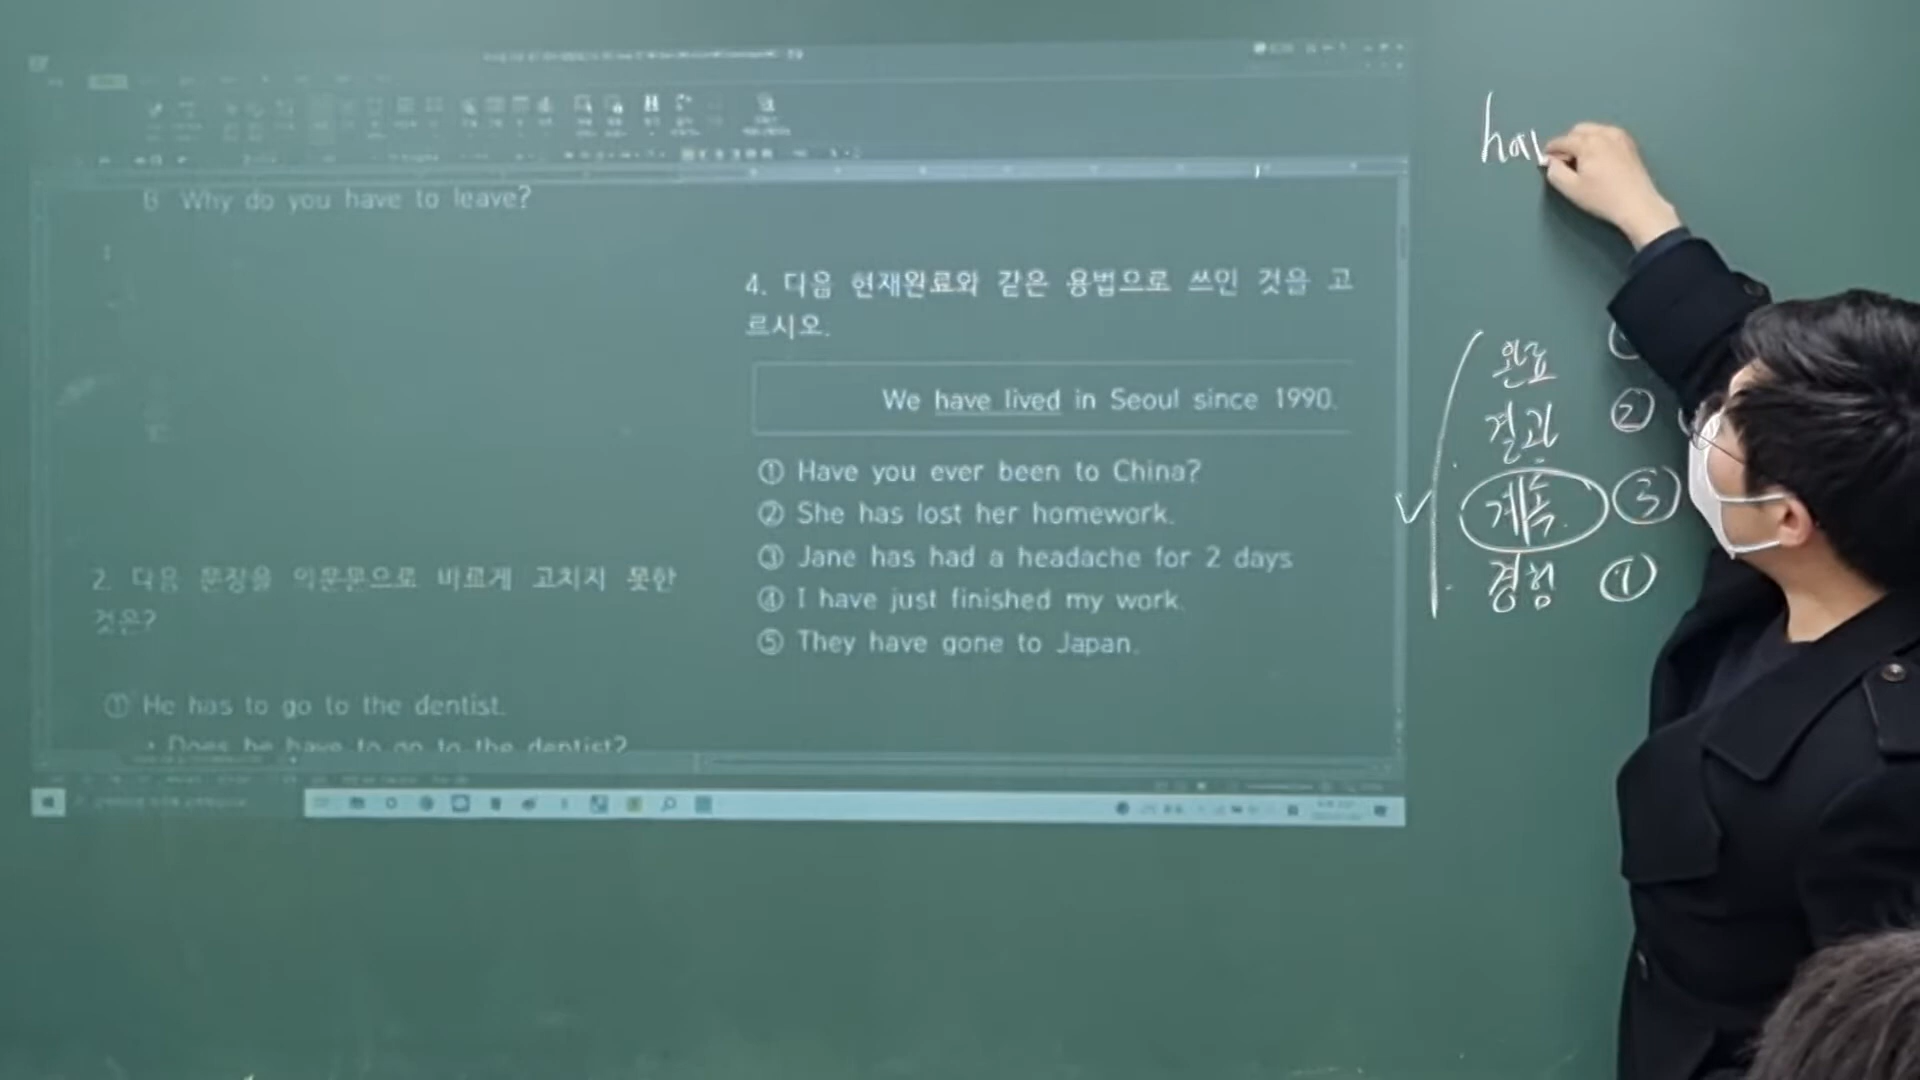 B Why do you have to leave?
2. 다음 문장을 의문문으로 바르게 고치지 못한
것은?
① He has to go to the dentist.
Does he have to go to the dentist?
4. 다음 현재완료와 같은 용법으로 쓰인 것을 고
르시오.
We have lived in Seoul since 1990.
① Have you ever been to China?
② She has lost her homework.
③ Jane has had a headache for 2 days
④ I have just finished my work.
⑤ They have gone to Japan.
hav
완료
결과 ②
계속. ③
경험 ①